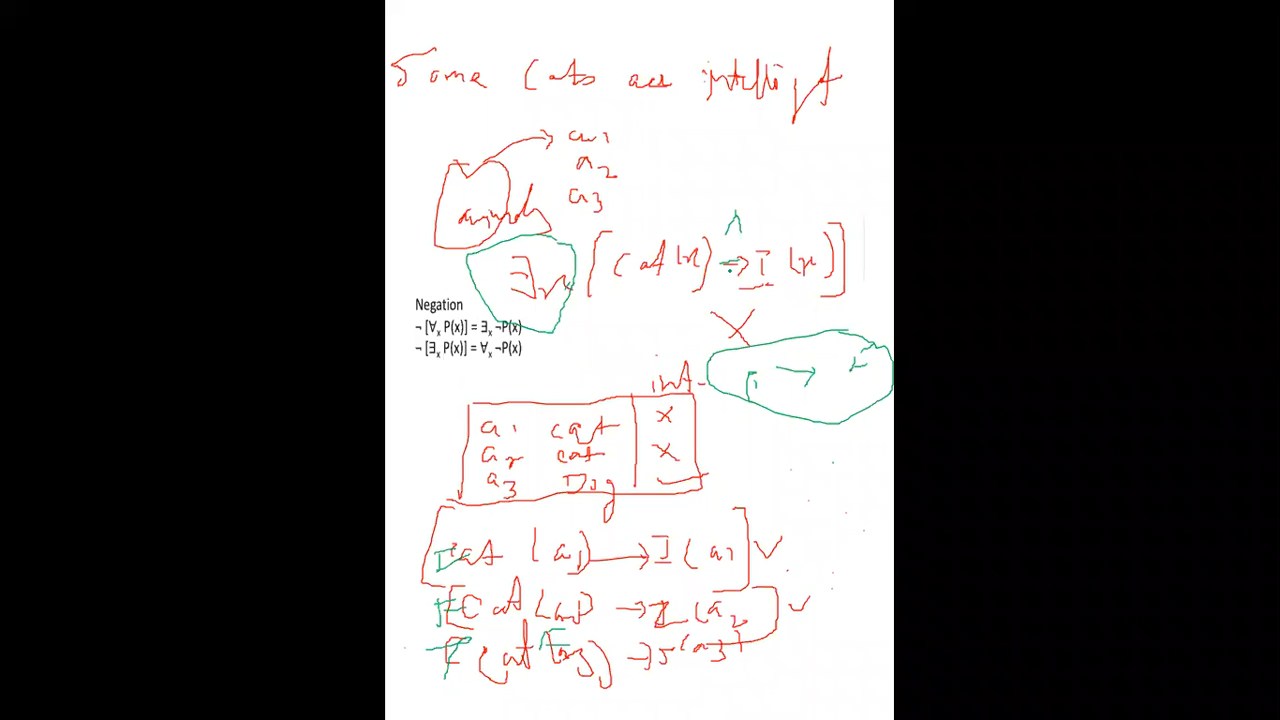 Some Cats are intelligent
a1
a2
animals
a3
∧
∃x [Cat(x) → I(x)]
Negation
¬ [∀x P(x)] = ∃x ¬P(x)
¬ [∃x P(x)] = ∀x ¬P(x)
X
→
int
a1 cat x
a2 cat x
a3 Dog ✓
[Cat (a1) → I (a1] ✓
[Cat (a2) → I (a2] ✓
Cat (a3) → I (a3)